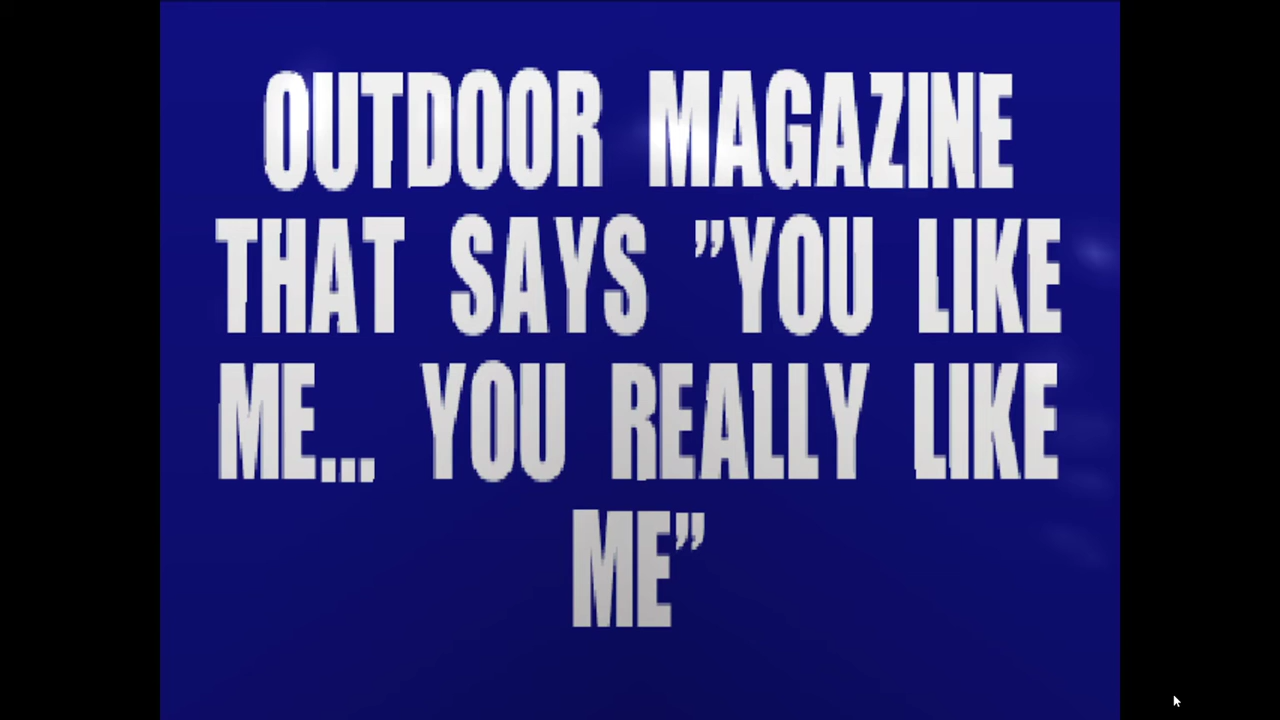 OUTDOOR MAGAZINE
THAT SAYS ”YOU LIKE
ME... YOU REALLY LIKE
ME”